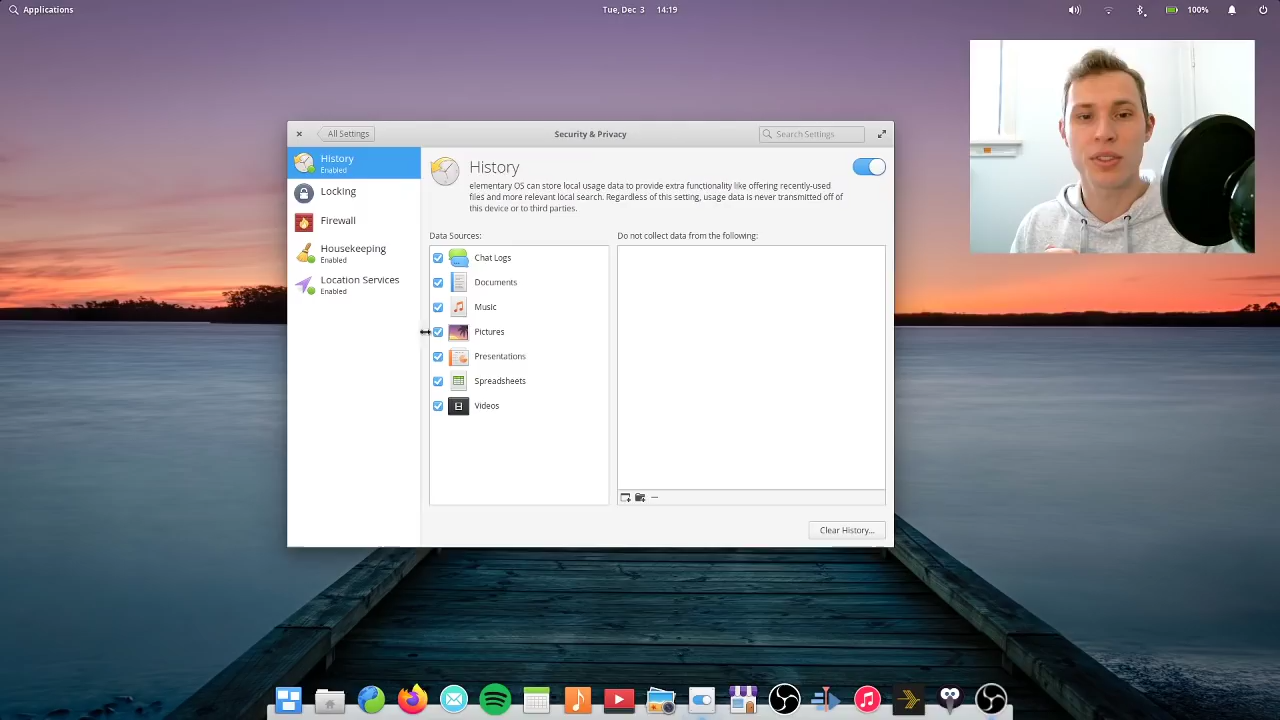 Applications
Tue, Dec 3 14:19
100%
All Settings
Security & Privacy
Search Settings
History
Enabled
Locking
Firewall
Housekeeping
Enabled
Location Services
Enabled
History
elementary OS can store local usage data to provide extra functionality like offering recently-used
files and more relevant local search. Regardless of this setting, usage data is never transmitted off of
this device or to third parties.
Data Sources:
Chat Logs
Documents
Music
Pictures
Presentations
Spreadsheets
Videos
Do not collect data from the following:
Clear History...